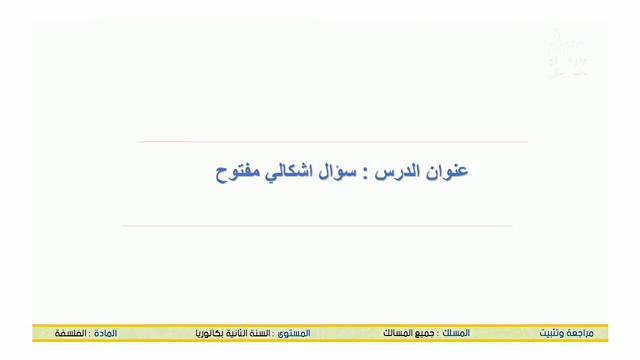 عنوان الدرس : سؤال اشكالي مفتوح
مراجعة وتثبيت المسلك : جميع المسالك المستوى : السنة الثانية بكالوريا المادة : الفلسفة